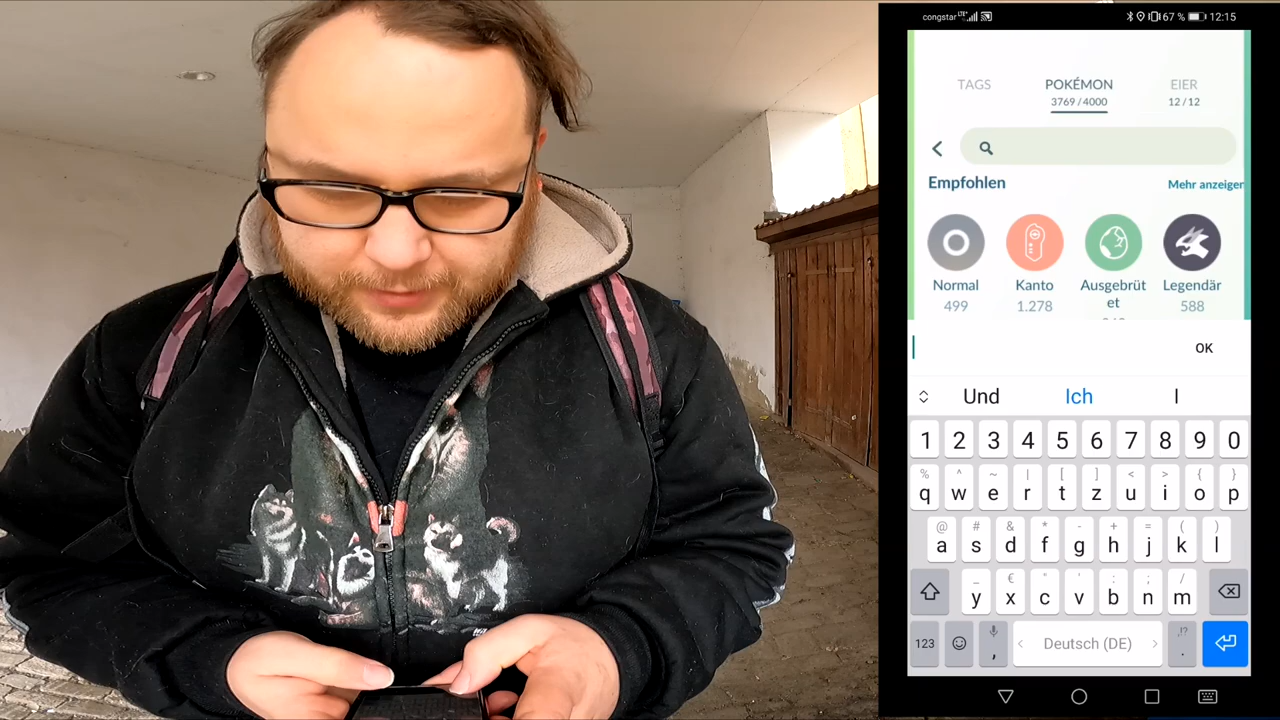 congstar LTE+ 67 % 12:15
TAGS POKÉMON EIER
3769 / 4000 12 / 12
Empfohlen Mehr anzeigen
Normal Kanto Ausgebrüt Legendär
et
499 1.278 588
OK
Und Ich I
1 2 3 4 5 6 7 8 9 0
% ^ ~ | [ ] < > { }
q w e r t z u i o p
@ # & * - + = ( )
a s d f g h j k l
_ € " ' : ; /
y x c v b n m
123 , Deutsch (DE) ,!? .